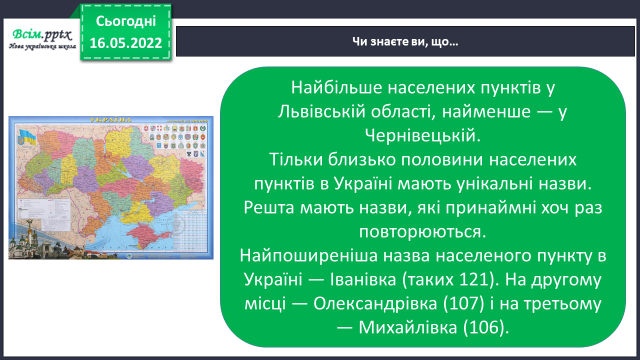 Всім.pptx
Нова українська школа
Сьогодні
16.05.2022
Чи знаєте ви, що...
УКРАЇНА
Найбільше населених пунктів у
Львівській області, найменше — у
Чернівецькій.
Тільки близько половини населених
пунктів в Україні мають унікальні назви.
Решта мають назви, які принаймні хоч раз
повторюються.
Найпоширеніша назва населеного пункту в
Україні — Іванівка (таких 121). На другому
місці — Олександрівка (107) і на третьому
— Михайлівка (106).